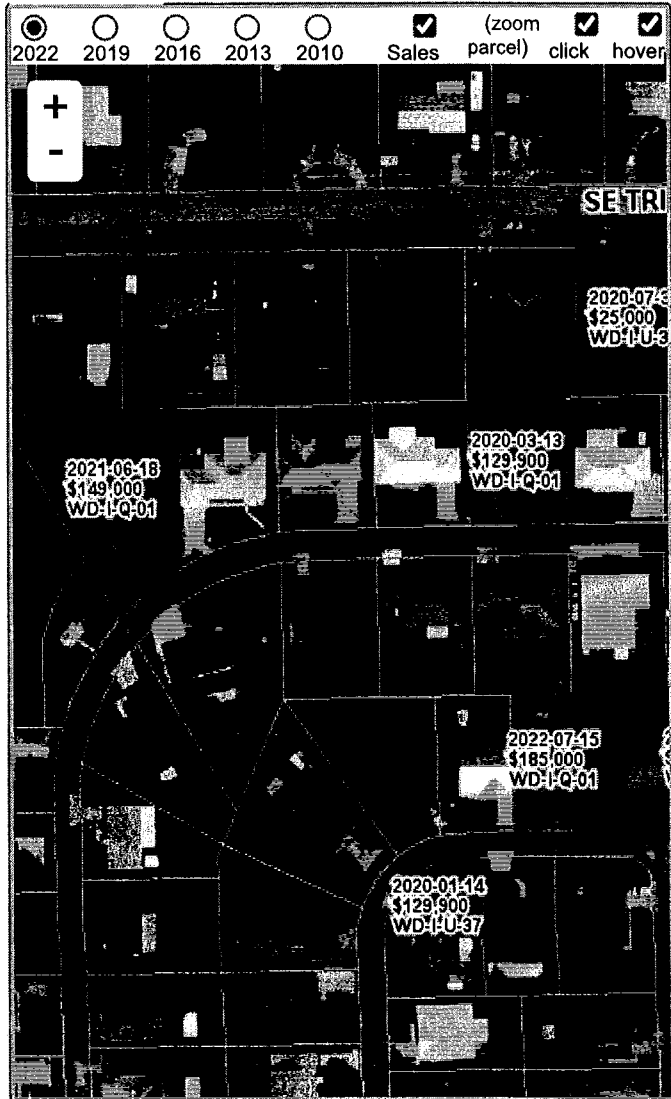 2022 2019 2016 2013 2010 Sales (zoom parcel) click hover
+
-
SE TRI
2020-07-3
$25,000
WD-I-U-3
2021-06-18
$149,000
WD-I-Q-01
2020-03-13
$129,900
WD-I-Q-01
2022-07-15
$185,000
WD-I-Q-01
2020-01-14
$129,900
WD-I-U-37